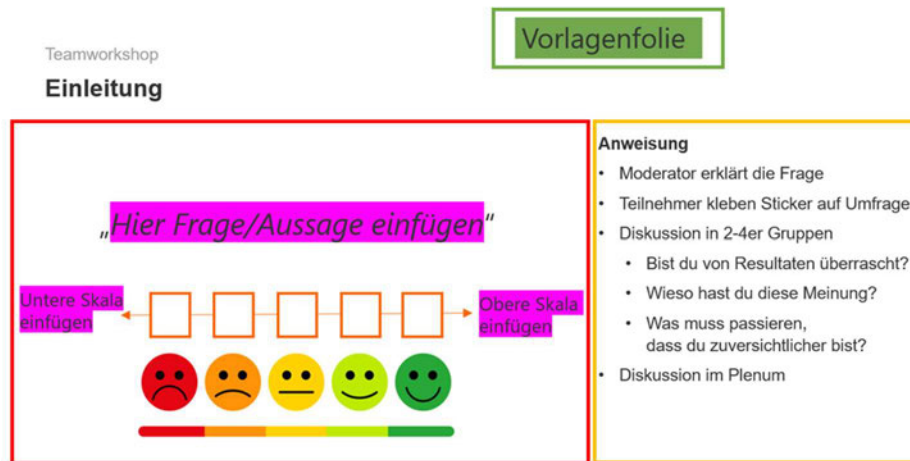 Vorlagenfolie
Teamworkshop
Einleitung
„Hier Frage/Aussage einfügen“
Untere Skala
einfügen
Obere Skala
einfügen
Anweisung
• Moderator erklärt die Frage
• Teilnehmer kleben Sticker auf Umfrage
• Diskussion in 2-4er Gruppen
• Bist du von Resultaten überrascht?
• Wieso hast du diese Meinung?
• Was muss passieren,
dass du zuversichtlicher bist?
• Diskussion im Plenum